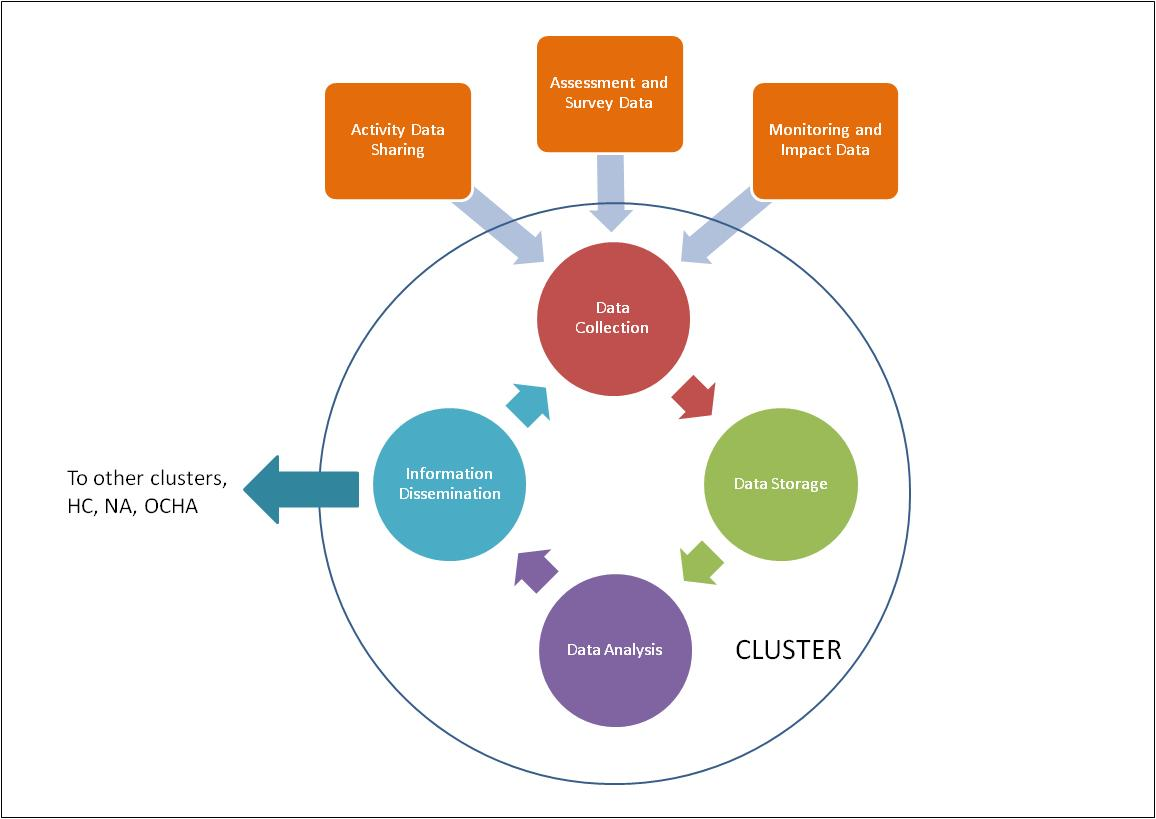 Assessment and
Survey Data
Activity Data
Sharing
Monitoring and
Impact Data
Data
Collection
Information
Dissemination
Data Storage
To other clusters,
HC, NA, OCHA
Data Analysis
CLUSTER